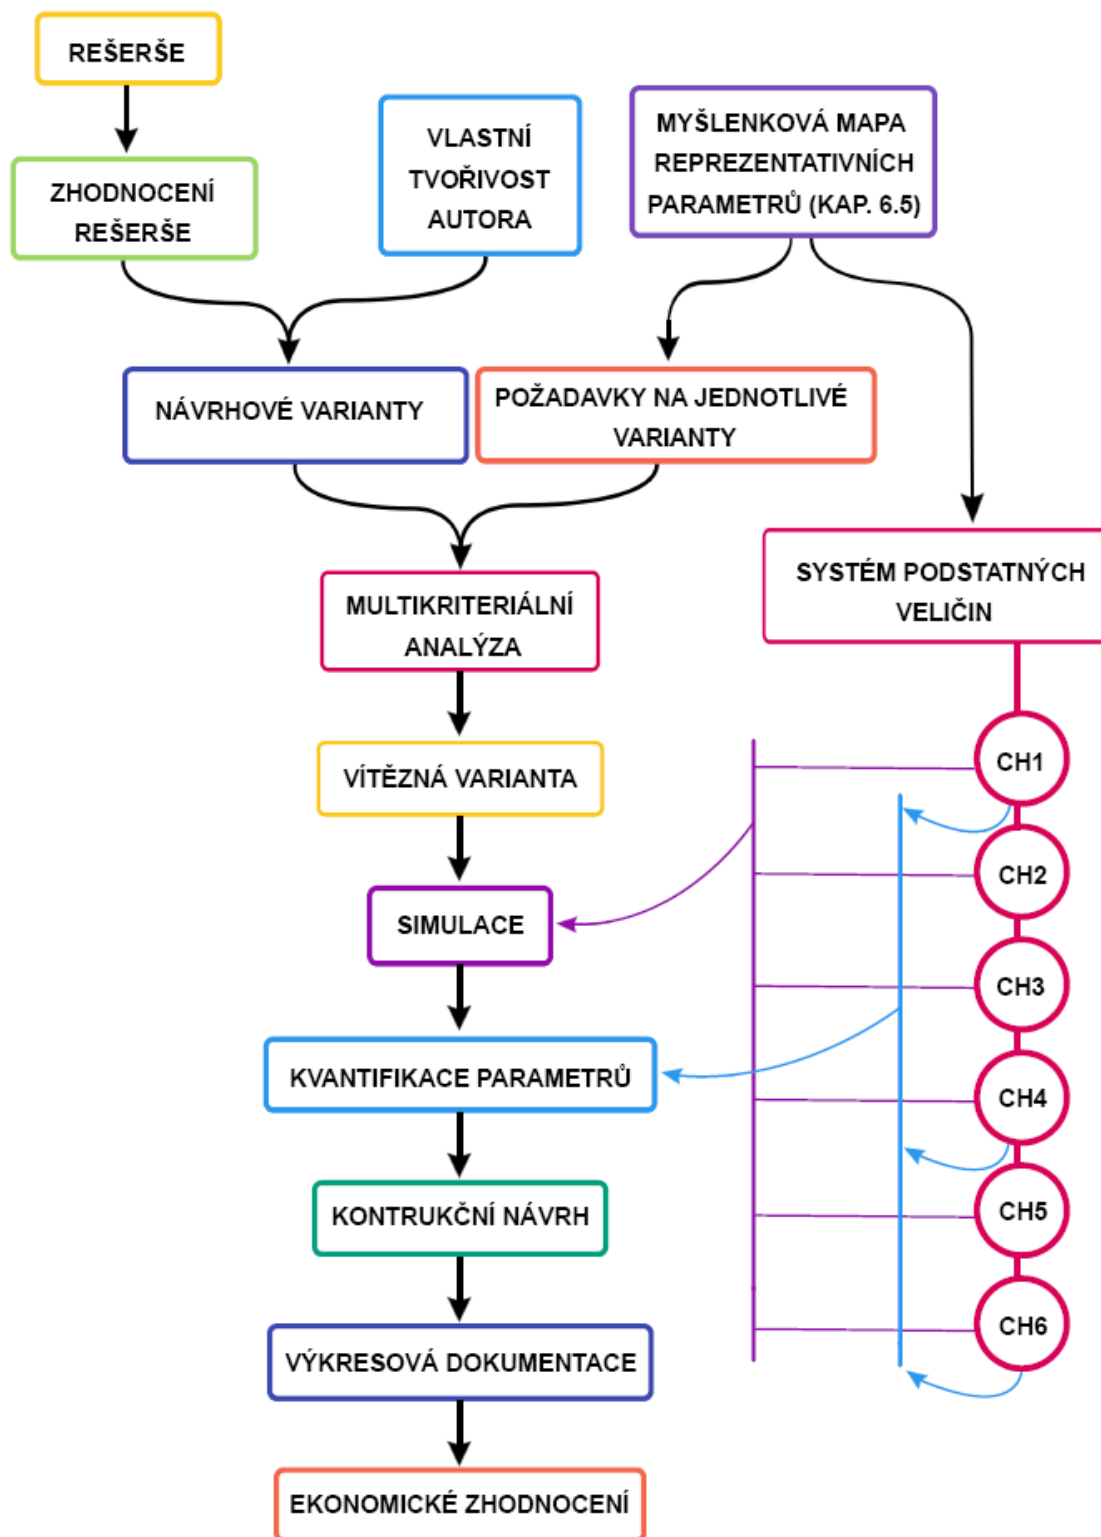 REŠERŠE
ZHODNOCENÍ
REŠERŠE
VLASTNÍ
TVOŘIVOST
AUTORA
MYŠLENKOVÁ MAPA
REPREZENTATIVNÍCH
PARAMETRŮ (KAP. 6.5)
NÁVRHOVÉ VARIANTY
POŽADAVKY NA JEDNOTLIVÉ
VARIANTY
MULTIKRITERIÁLNÍ
ANALÝZA
SYSTÉM PODSTATNÝCH
VELIČIN
VÍTĚZNÁ VARIANTA
SIMULACE
KVANTIFIKACE PARAMETRŮ
KONTRUKČNÍ NÁVRH
VÝKRESOVÁ DOKUMENTACE
EKONOMICKÉ ZHODNOCENÍ
CH1
CH2
CH3
CH4
CH5
CH6